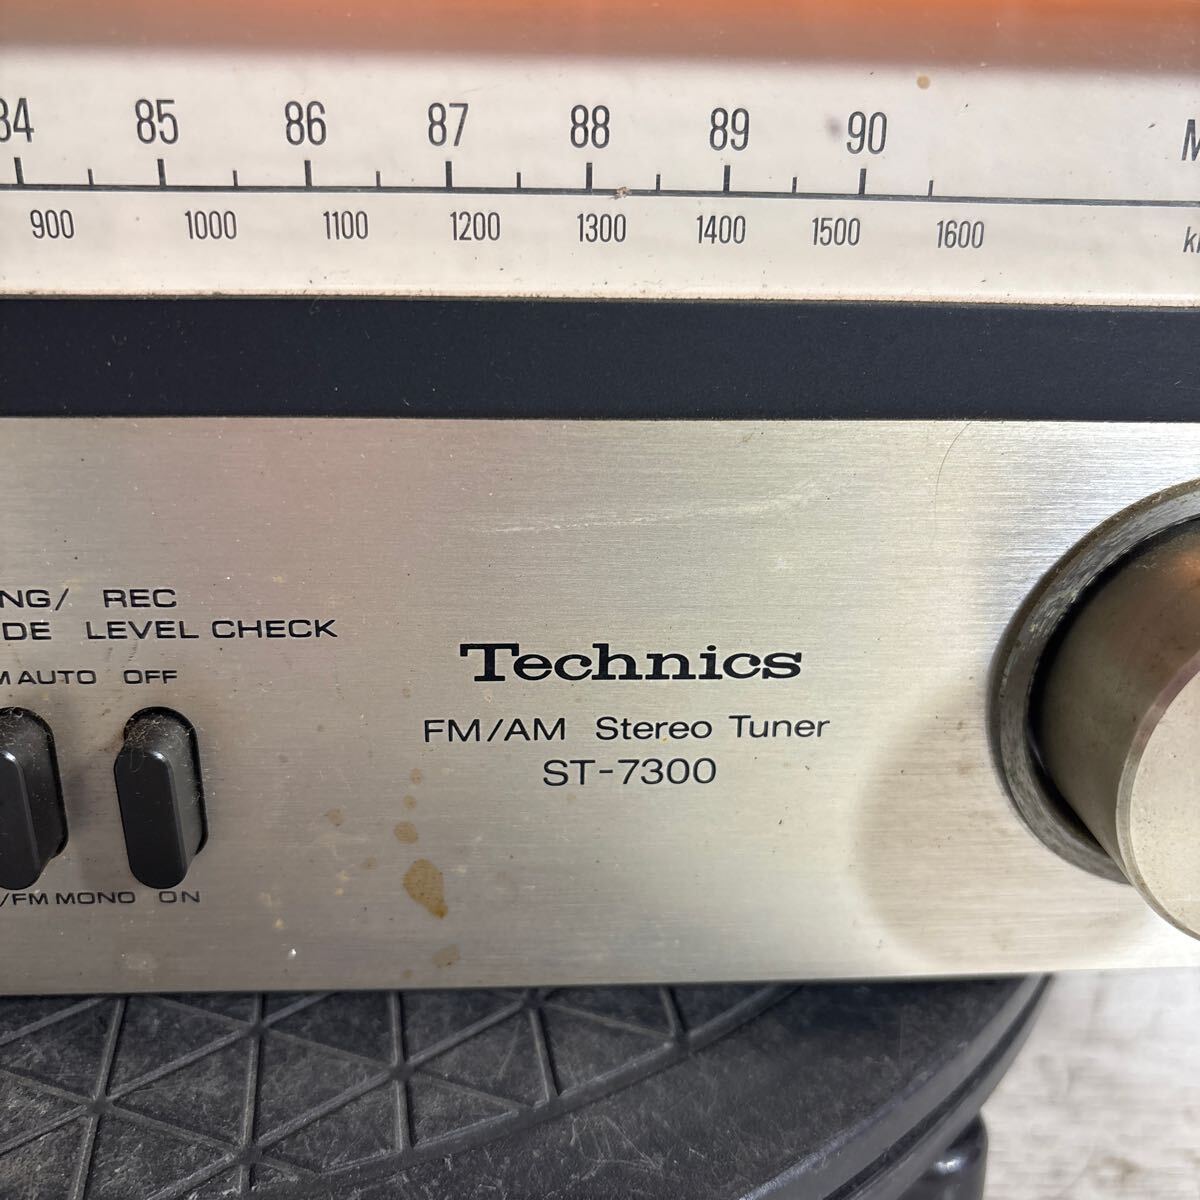 84 85 86 87 88 89 90
900 1000 1100 1200 1300 1400 1500 1600
REC
LEVEL CHECK
AUTO OFF
Technics
FM/AM Stereo Tuner
ST-7300
/FM MONO ON